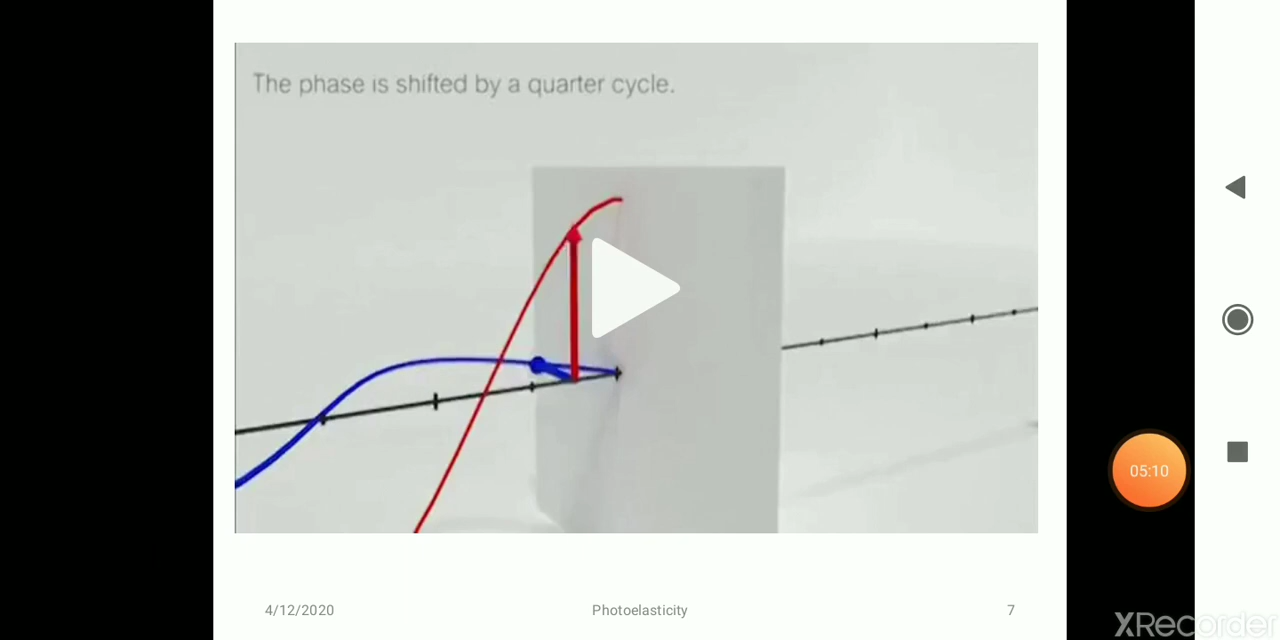 The phase is shifted by a quarter cycle.
05:10
4/12/2020 Photoelasticity 7
XRecorder